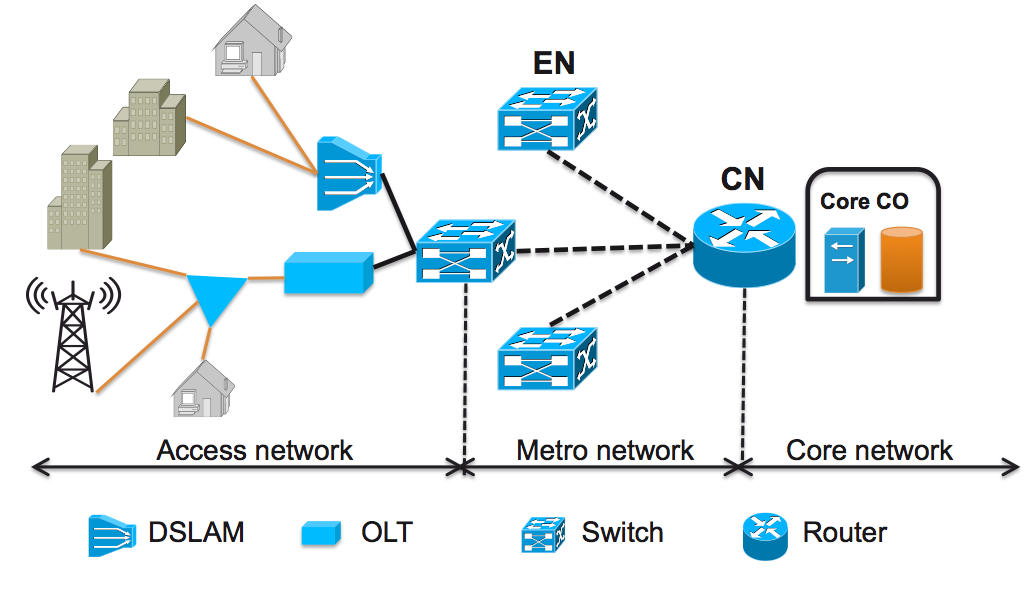 EN
CN
Core CO
Access network
Metro network
Core network
DSLAM
OLT
Switch
Router